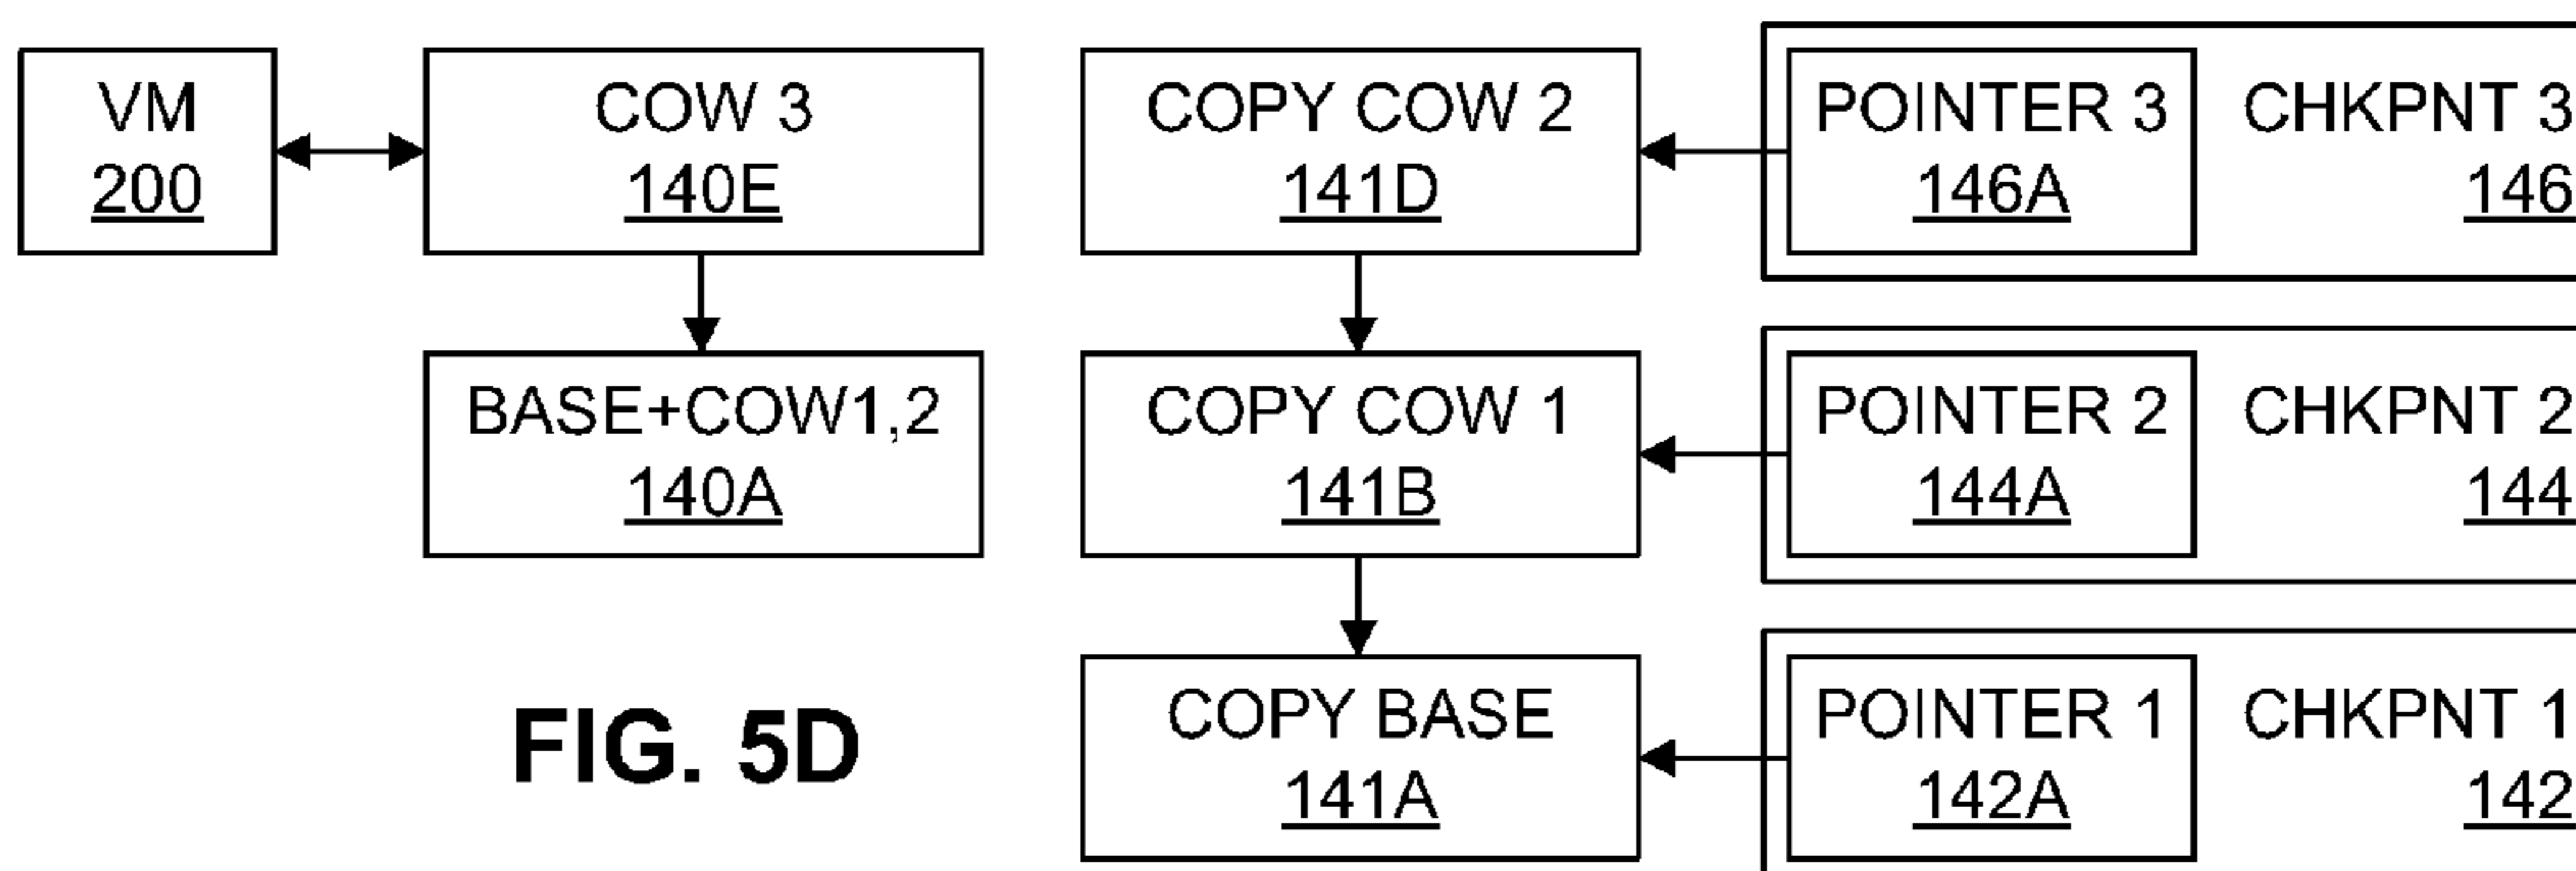 VM
200
COW 3
140E
COPY COW 2
141D
POINTER 3
146A
CHKPNT 3
146
BASE+COW1,2
140A
COPY COW 1
141B
POINTER 2
144A
CHKPNT 2
144
FIG. 5D
COPY BASE
141A
POINTER 1
142A
CHKPNT 1
142